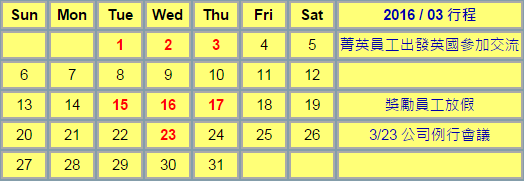 Sun Mon Tue Wed Thu Fri Sat 2016 / 03 行程
1 2 3 4 5 菁英員工出發英國參加交流
6 7 8 9 10 11 12
13 14 15 16 17 18 19 獎勵員工放假
20 21 22 23 24 25 26 3/23 公司例行會議
27 28 29 30 31